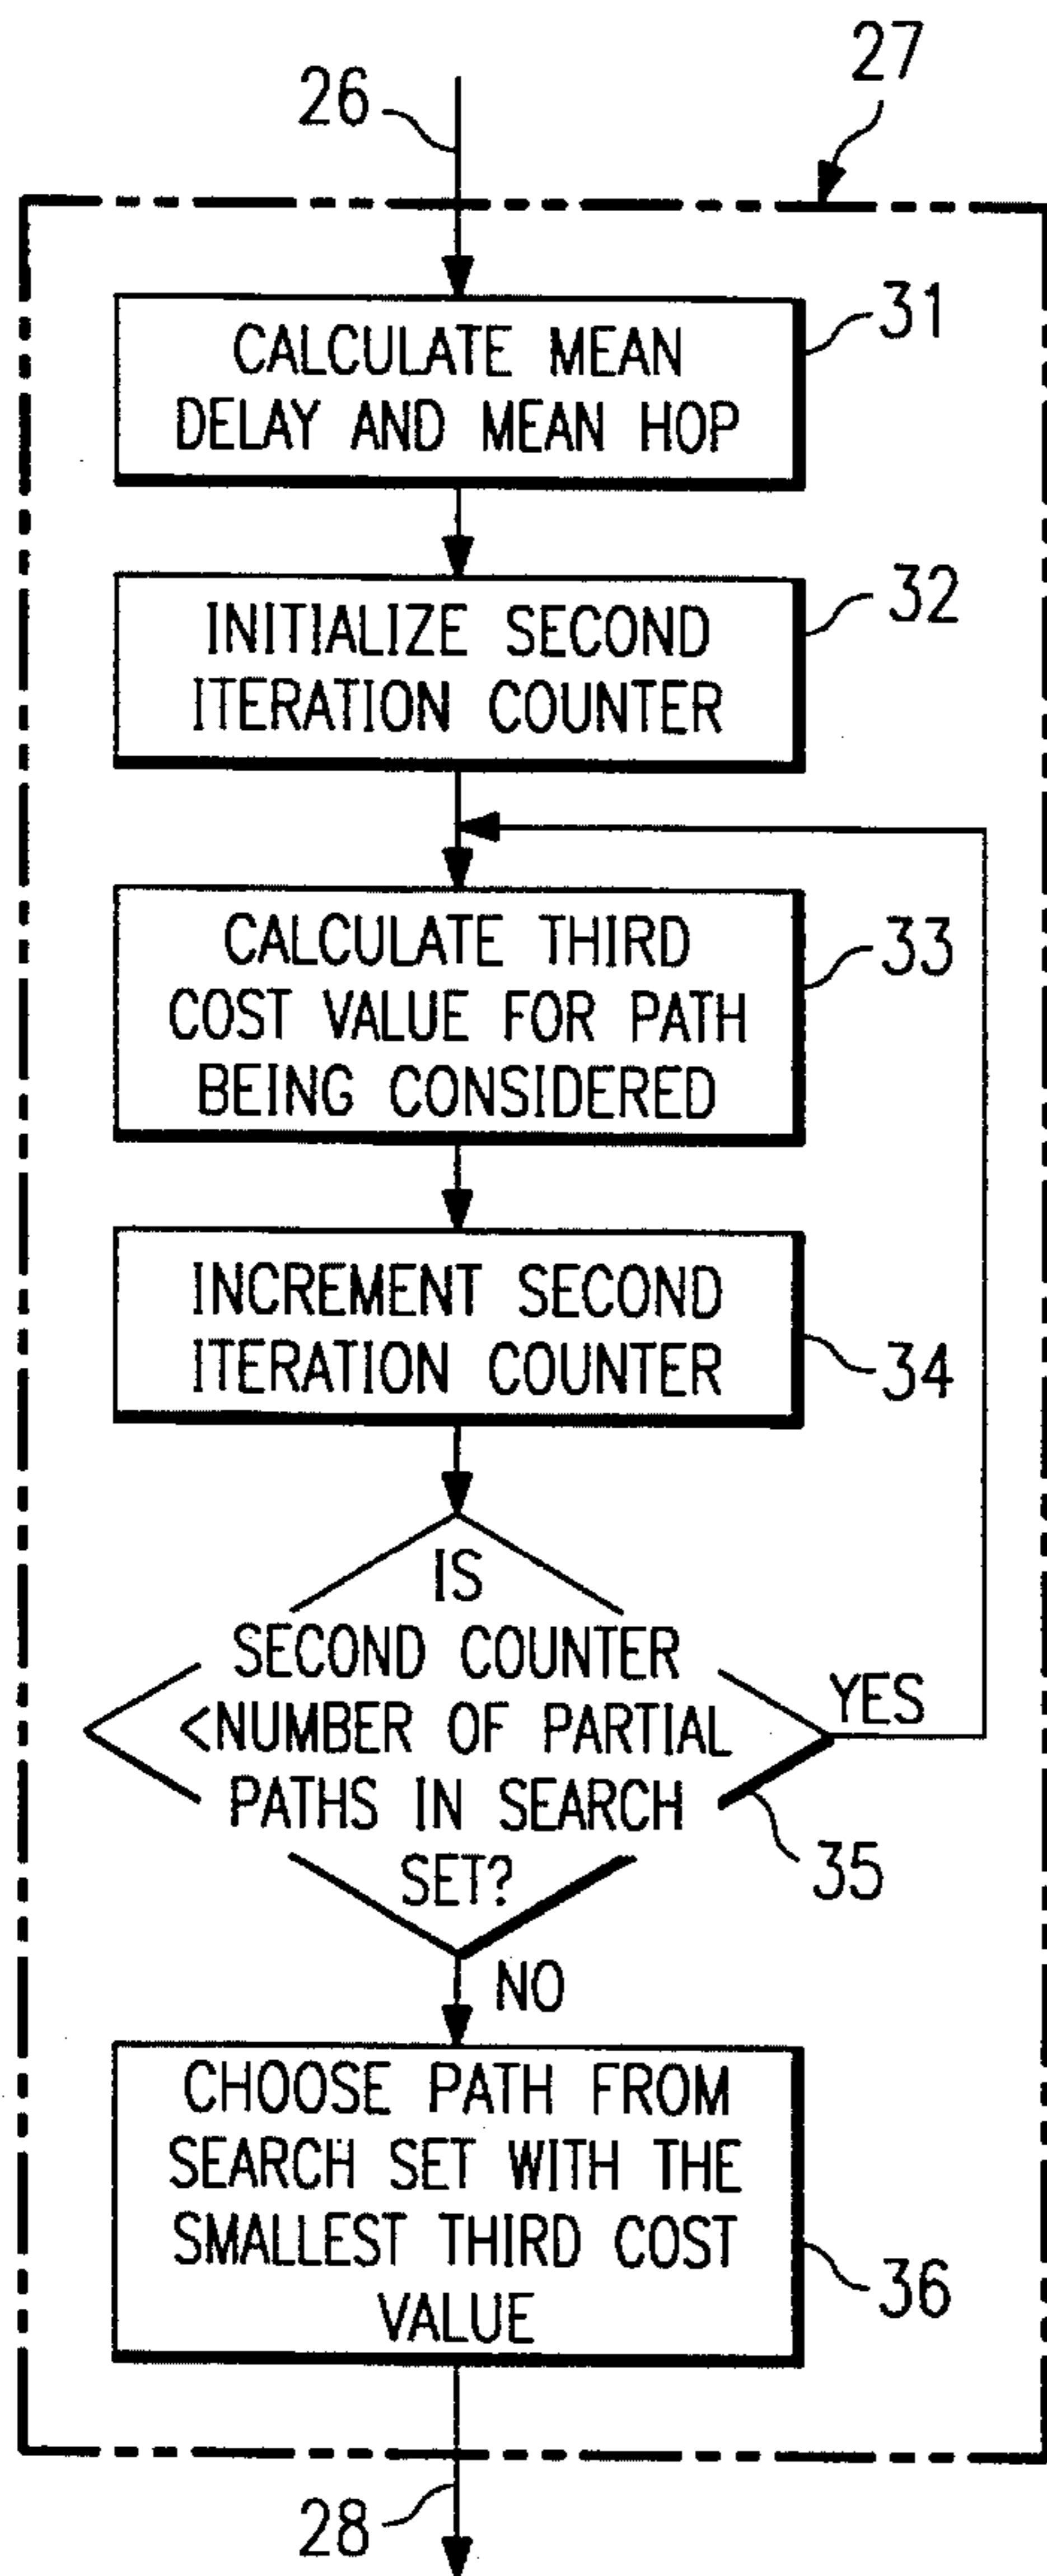 27
26
CALCULATE MEAN
DELAY AND MEAN HOP
31
INITIALIZE SECOND
ITERATION COUNTER
32
CALCULATE THIRD
COST VALUE FOR PATH
BEING CONSIDERED
33
INCREMENT SECOND
ITERATION COUNTER
34
IS
SECOND COUNTER
<NUMBER OF PARTIAL
PATHS IN SEARCH
SET?
YES
35
NO
CHOOSE PATH FROM
SEARCH SET WITH THE
SMALLEST THIRD COST
VALUE
36
28